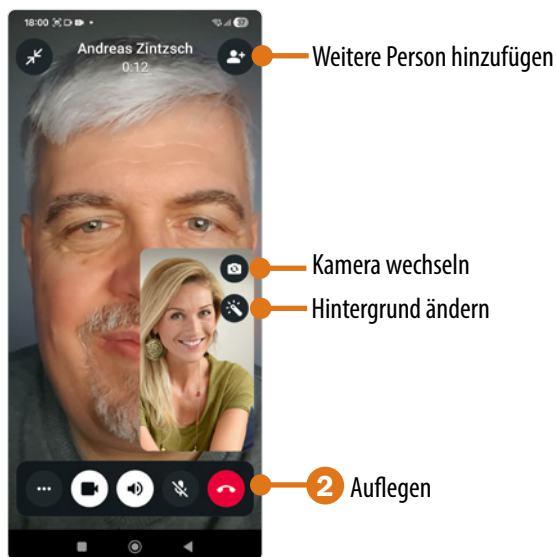 18:00
Andreas Zintzsch
0:12
Weitere Person hinzufügen
Kamera wechseln
Hintergrund ändern
2 Auflegen